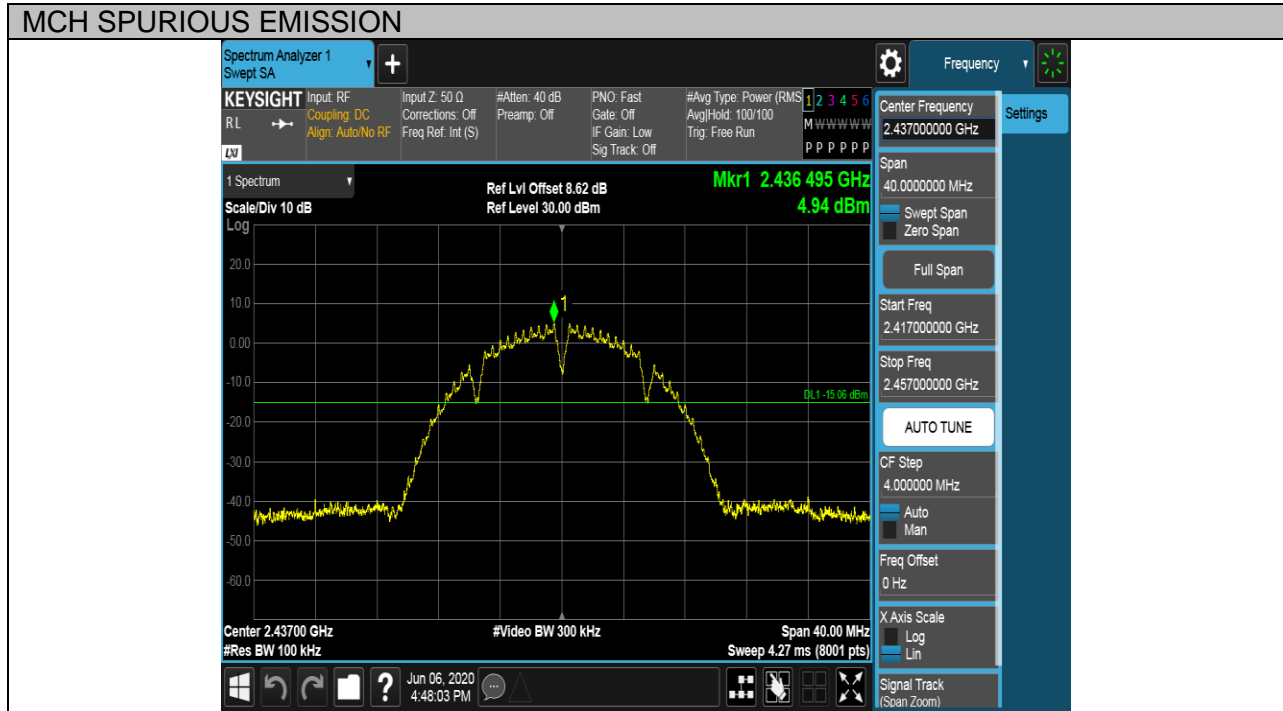 MCH SPURIOUS EMISSION
Spectrum Analyzer 1
Swept SA
+
Frequency
KEYSIGHT
RL
LXI
Input: RF
Coupling: DC
Align: Auto/No RF
Input Z: 50 Ω
Corrections: Off
Freq Ref: Int (S)
#Atten: 40 dB
Preamp: Off
PNO: Fast
Gate: Off
IF Gain: Low
Sig Track: Off
#Avg Type: Power (RMS
Avg|Hold: 100/100
Trig: Free Run
1 2 3 4 5 6
M W W W W W
P P P P P P
1 Spectrum
Scale/Div 10 dB
Log
Ref Lvl Offset 8.62 dB
Ref Level 30.00 dBm
Mkr1 2.436 495 GHz
4.94 dBm
20.0
10.0
1
0.00
-10.0
DL1 -15.06 dBm
-20.0
-30.0
-40.0
-50.0
-60.0
Center 2.43700 GHz
#Res BW 100 kHz
#Video BW 300 kHz
Span 40.00 MHz
Sweep 4.27 ms (8001 pts)
Jun 06, 2020
4:48:03 PM
Center Frequency
2.437000000 GHz
Settings
Span
40.0000000 MHz
Swept Span
Zero Span
Full Span
Start Freq
2.417000000 GHz
Stop Freq
2.457000000 GHz
AUTO TUNE
CF Step
4.000000 MHz
Auto
Man
Freq Offset
0 Hz
X Axis Scale
Log
Lin
Signal Track
(Span Zoom)